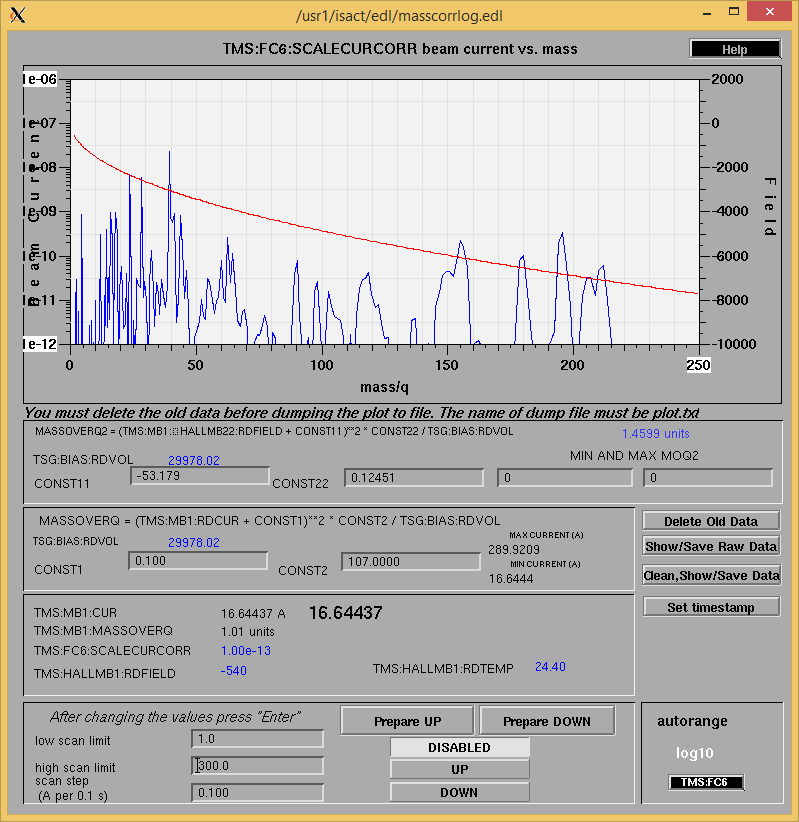 /usr1/isact/edl/masscorrlog.edl
TMS:FC6:SCALECURCORR beam current vs. mass
Help
1e-06
1e-07
1e-08
1e-09
1e-10
1e-11
1e-12
Beam Current
2000
0
-2000
-4000
-6000
-8000
-10000
Field
0 50 100 150 200 250
mass/q
You must delete the old data before dumping the plot to file. The name of dump file must be plot.txt
MASSOVERQ2 = (TMS:MB1: HALLMB22:RDFIELD + CONST11)**2 * CONST22 / TSG:BIAS:RDVOL 1.4599 units
TSG:BIAS:RDVOL 29978.02 MIN AND MAX MOQ2
CONST11 -53.179 CONST22 0.12451 0 0
MASSOVERQ = (TMS:MB1:RDCUR + CONST1)**2 * CONST2 / TSG:BIAS:RDVOL
TSG:BIAS:RDVOL 29978.02 MAX CURRENT (A)
289.9209
CONST1 0.100 CONST2 107.0000 MIN CURRENT (A)
16.6444
Delete Old Data
Show/Save Raw Data
Clean,Show/Save Data
Set timestamp
TMS:MB1:CUR 16.64437 A 16.64437
TMS:MB1:MASSOVERQ 1.01 units
TMS:FC6:SCALECURCORR 1.00e-13
TMS:HALLMB1:RDFIELD -540 TMS:HALLMB1:RDTEMP 24.40
After changing the values press "Enter"
low scan limit 1.0
high scan limit 300.0
scan step
(A per 0.1 s) 0.100
Prepare UP Prepare DOWN
DISABLED
UP
DOWN
autorange
log10
TMS:FC6